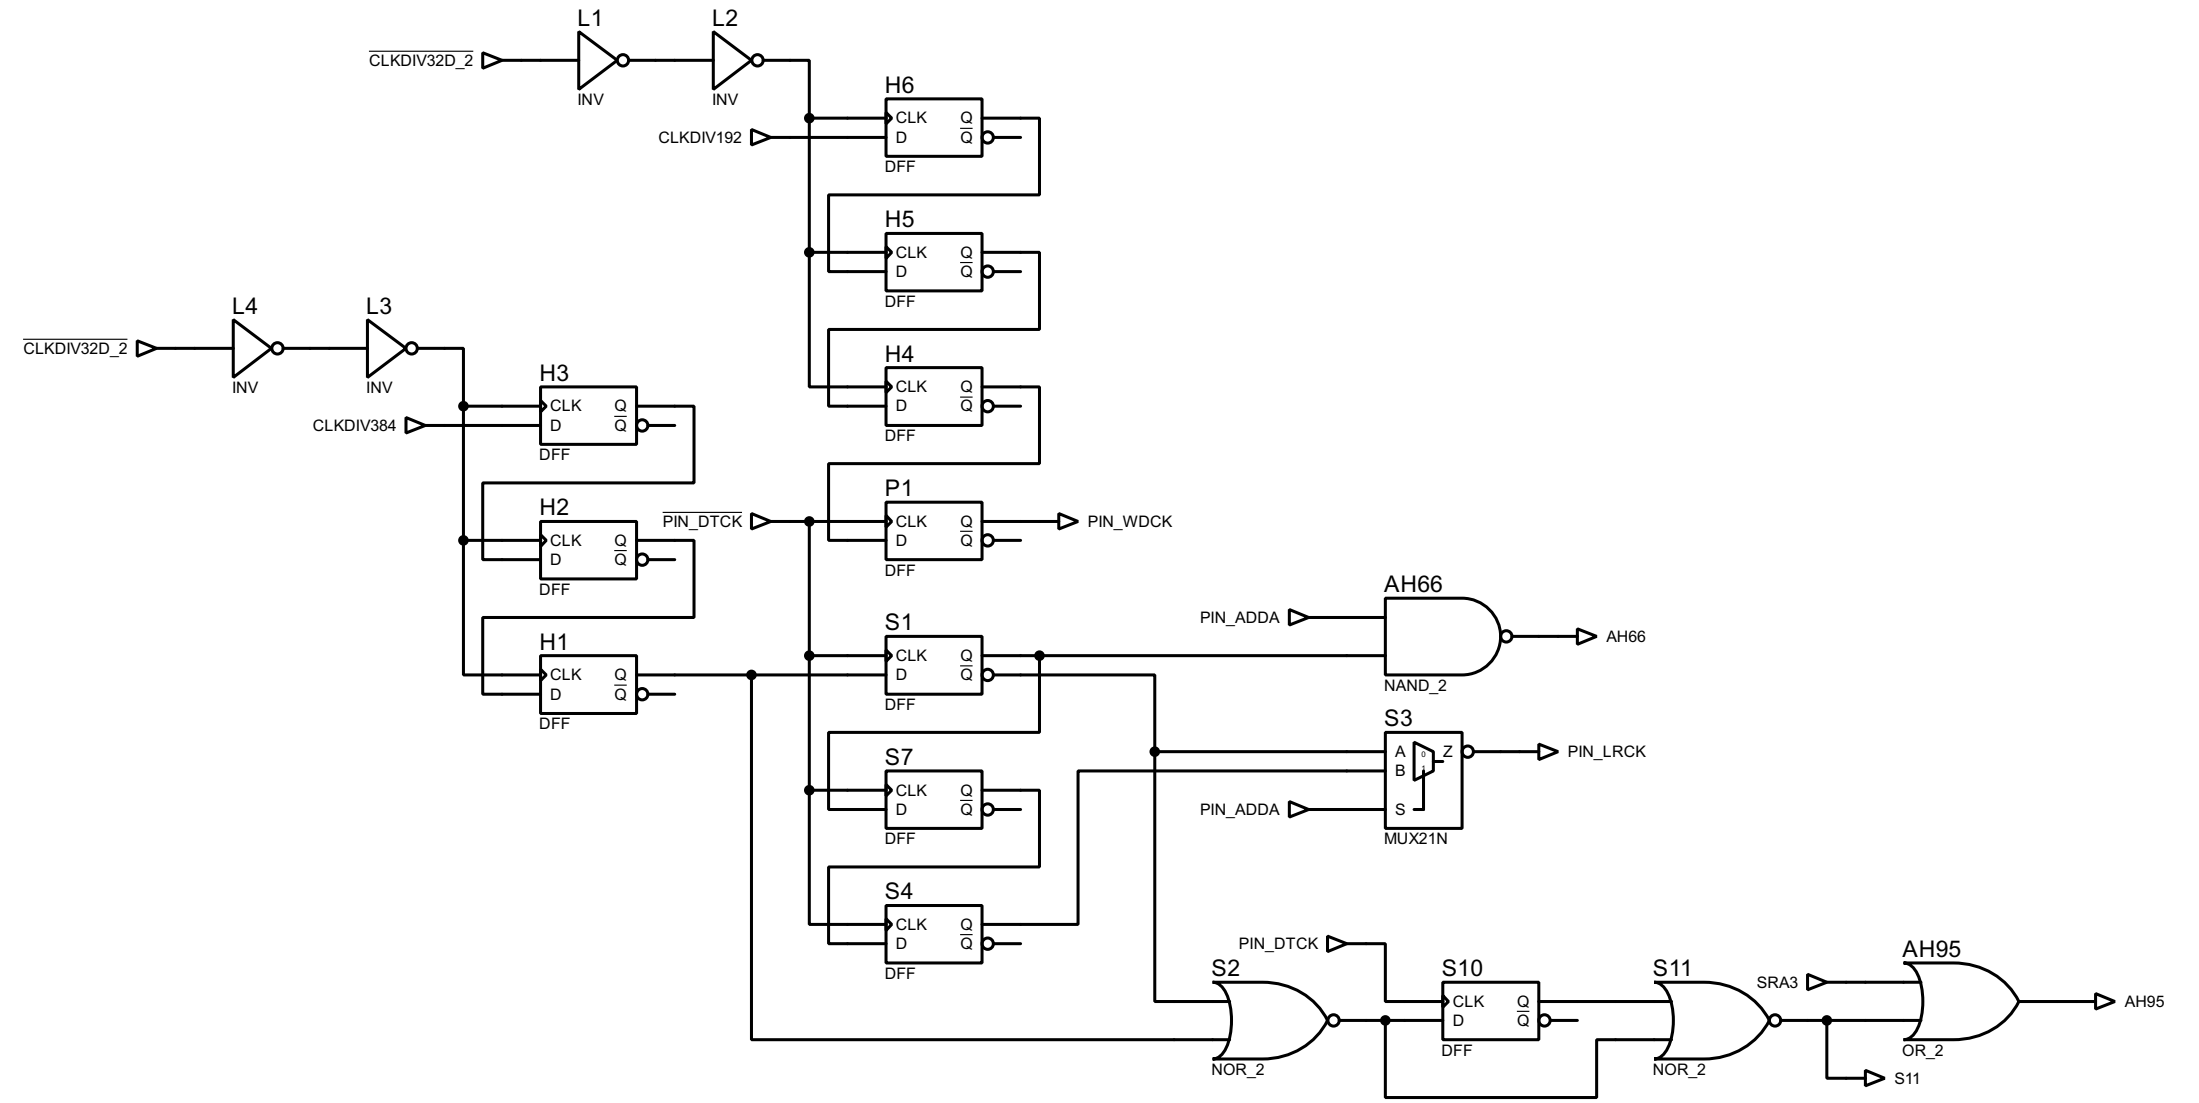 L1
L2
CLKDIV32D_2
INV
INV
H6
CLK
Q
CLKDIV192
D
Q
DFF
H5
CLK
Q
D
Q
DFF
L4
L3
CLKDIV32D_2
INV
INV
H4
CLK
Q
D
Q
DFF
H3
CLK
Q
CLKDIV384
D
Q
DFF
H2
CLK
Q
D
Q
DFF
P1
PIN_DTCK
CLK
Q
PIN_WDCK
D
Q
DFF
H1
CLK
Q
D
Q
DFF
S1
CLK
Q
D
Q
DFF
AH66
PIN_ADDA
AH66
NAND_2
S3
A
0
Z
PIN_LRCK
B
1
PIN_ADDA
S
MUX21N
S7
CLK
Q
D
Q
DFF
S4
CLK
Q
D
Q
DFF
PIN_DTCK
S2
NOR_2
S10
CLK
Q
D
Q
DFF
S11
NOR_2
AH95
SRA3
AH95
OR_2
S11